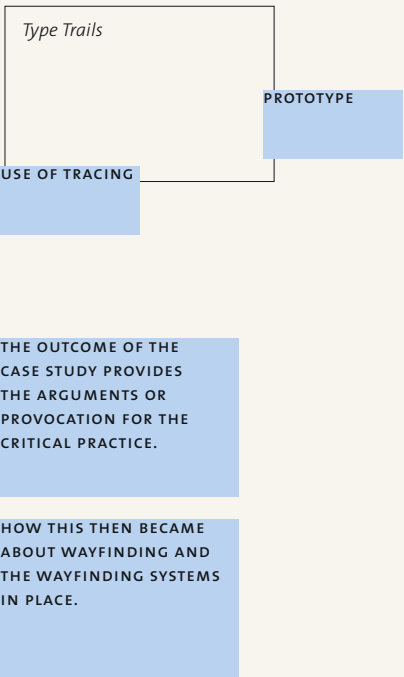 Type Trails
PROTOTYPE
USE OF TRACING
THE OUTCOME OF THE
CASE STUDY PROVIDES
THE ARGUMENTS OR
PROVOCATION FOR THE
CRITICAL PRACTICE.
HOW THIS THEN BECAME
ABOUT WAYFINDING AND
THE WAYFINDING SYSTEMS
IN PLACE.